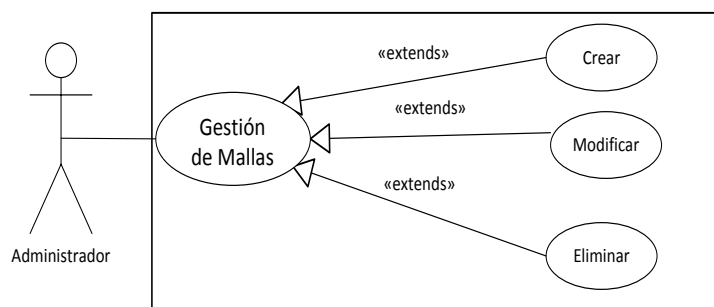 «extends»
Crear
«extends»
Gestión
de Mallas
Modificar
«extends»
Administrador
Eliminar